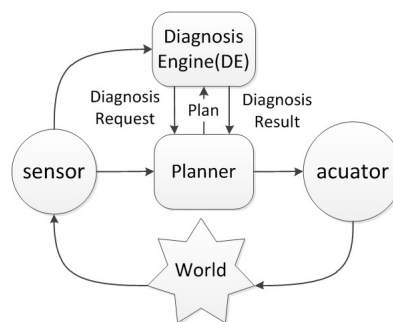 Diagnosis
Engine(DE)
Diagnosis
Request
Plan
Diagnosis
Result
sensor
Planner
acuator
World